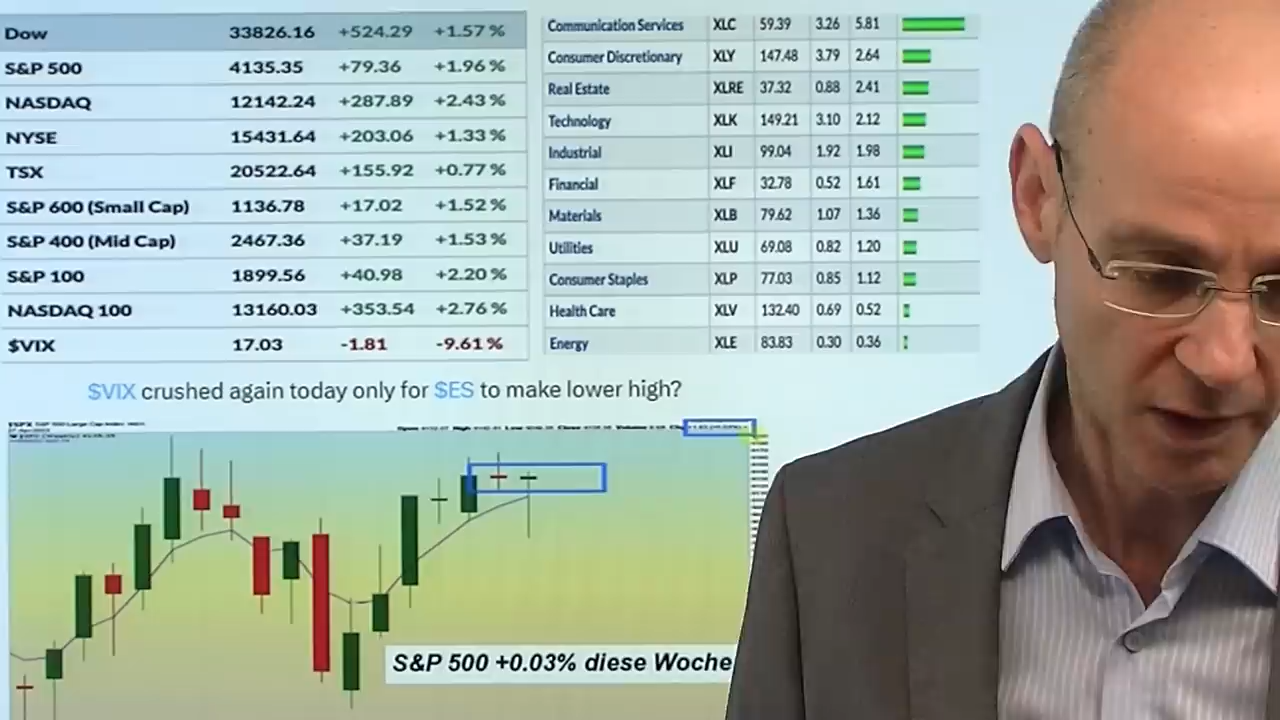 Dow 33826.16 +524.29 +1.57 %
S&P 500 4135.35 +79.36 +1.96 %
NASDAQ 12142.24 +287.89 +2.43 %
NYSE 15431.64 +203.06 +1.33 %
TSX 20522.64 +155.92 +0.77 %
S&P 600 (Small Cap) 1136.78 +17.02 +1.52 %
S&P 400 (Mid Cap) 2467.36 +37.19 +1.53 %
S&P 100 1899.56 +40.98 +2.20 %
NASDAQ 100 13160.03 +353.54 +2.76 %
$VIX 17.03 -1.81 -9.61 %
Communication Services XLC 59.39 3.26 5.81
Consumer Discretionary XLY 147.48 3.79 2.64
Real Estate XLRE 37.32 0.88 2.41
Technology XLK 149.21 3.10 2.12
Industrial XLI 99.04 1.92 1.98
Financial XLF 32.78 0.52 1.61
Materials XLB 79.62 1.07 1.36
Utilities XLU 69.08 0.82 1.20
Consumer Staples XLP 77.03 0.85 1.12
Health Care XLV 132.40 0.69 0.52
Energy XLE 83.83 0.30 0.36
$VIX crushed again today only for $ES to make lower high?
S&P 500 +0.03% diese Woche